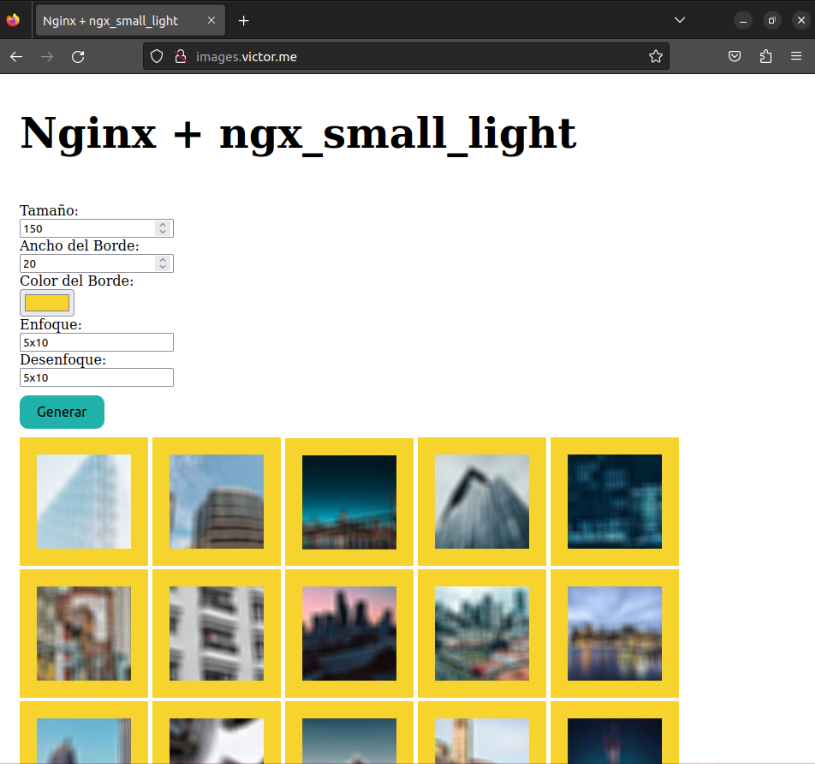 Nginx + ngx_small_light
images.victor.me
Nginx + ngx_small_light
Tamaño:
150
Ancho del Borde:
20
Color del Borde:
Enfoque:
5x10
Desenfoque:
5x10
Generar